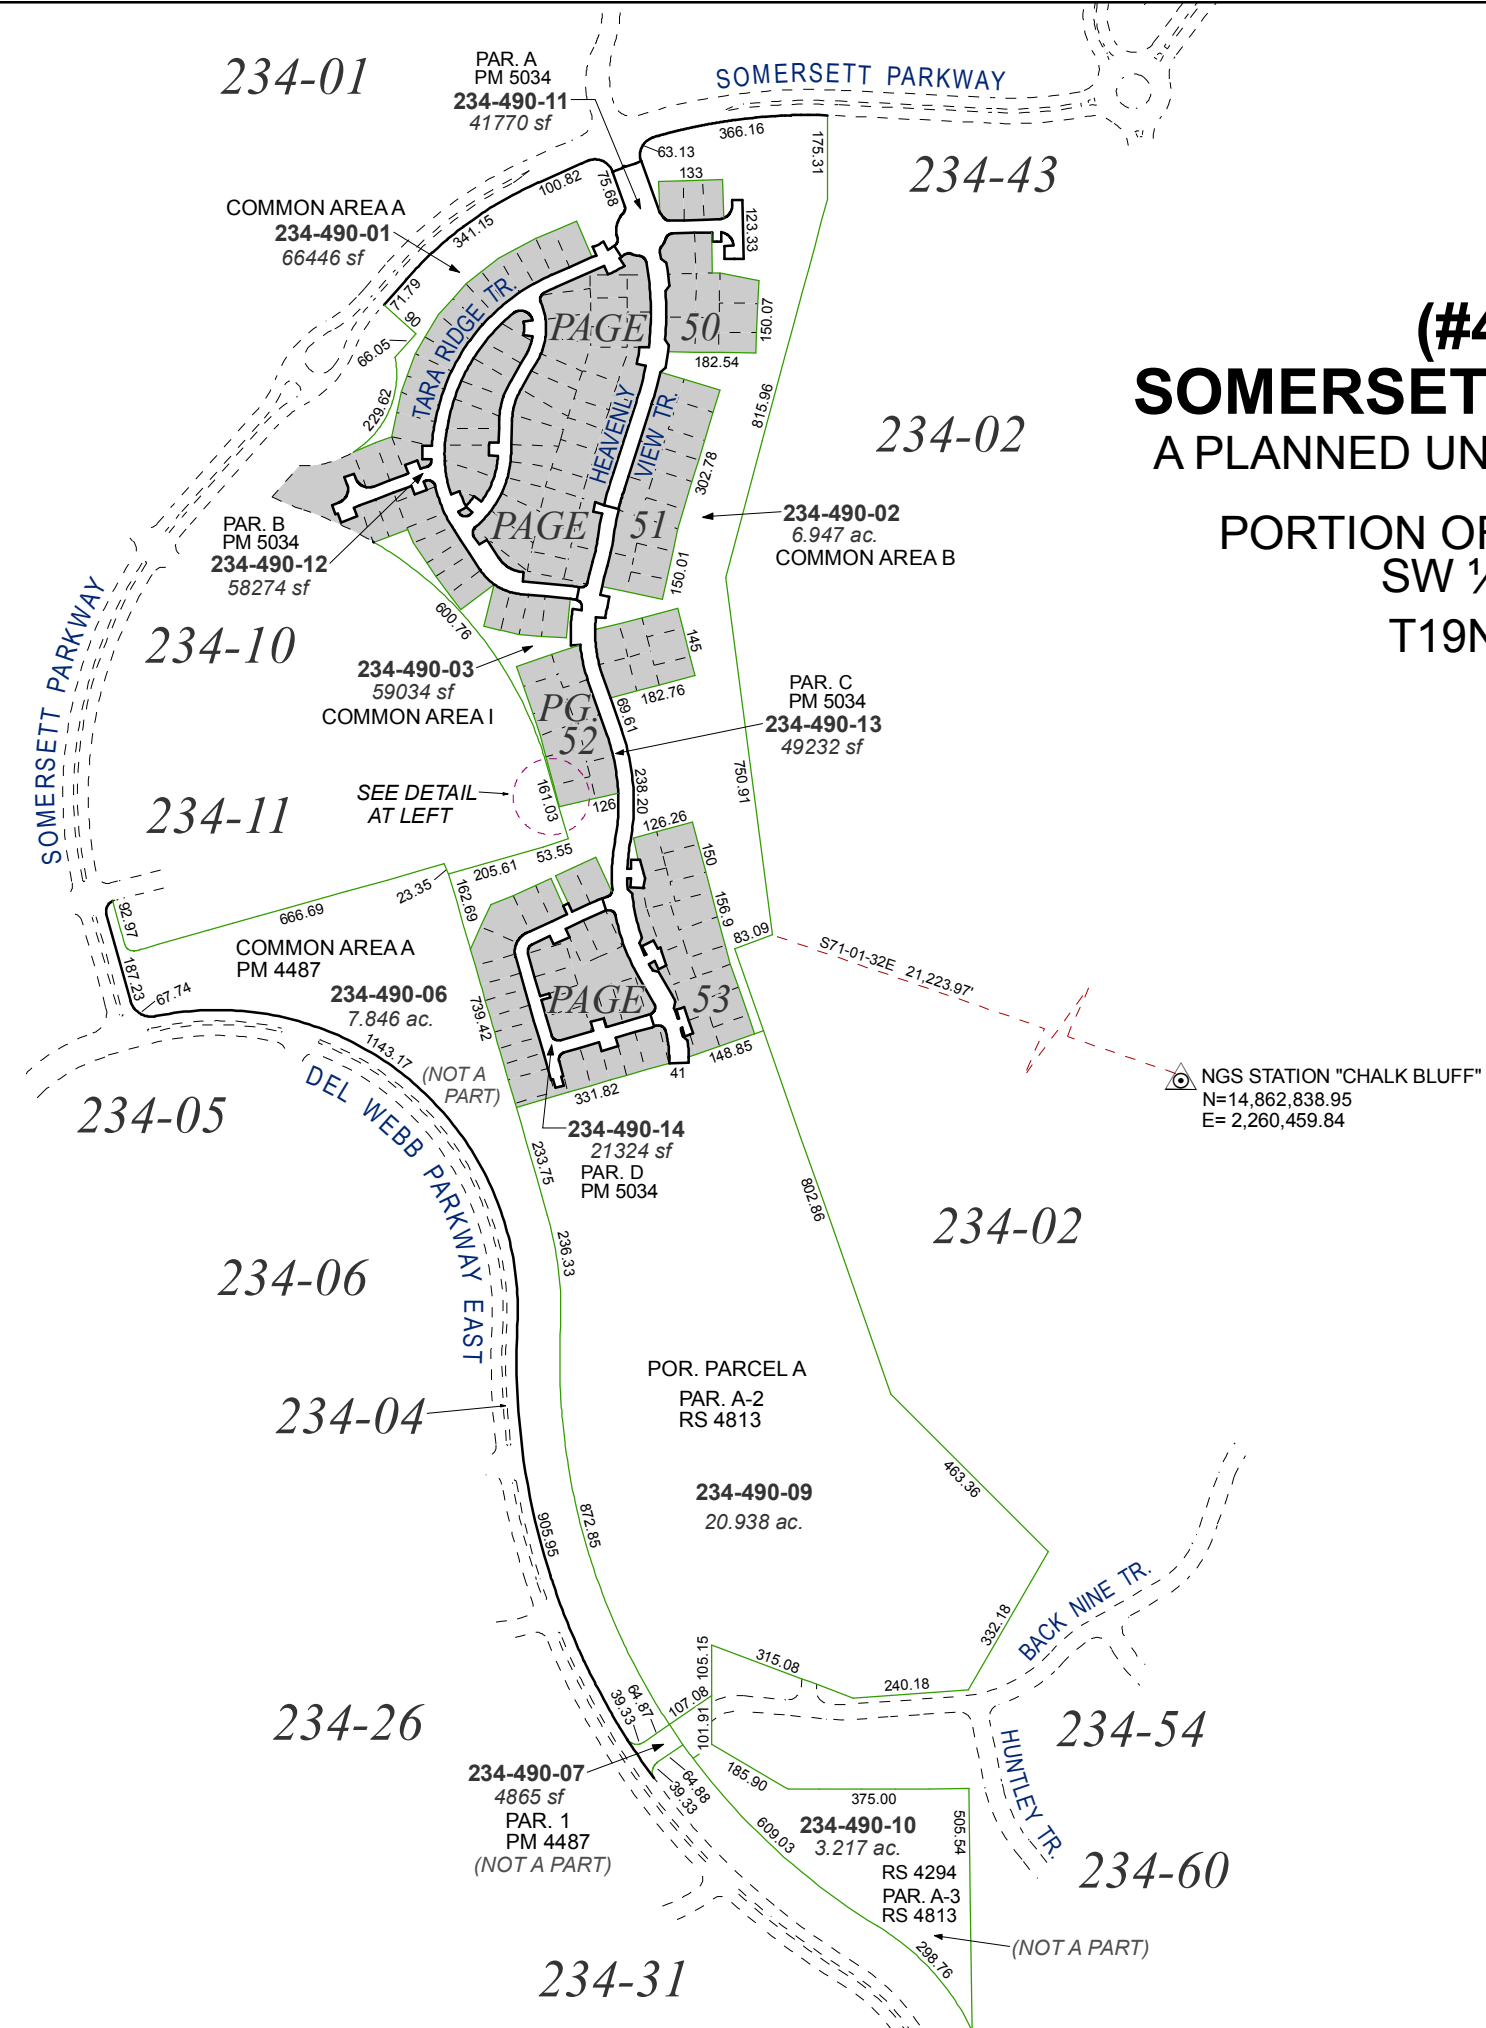 234-01
PAR. A
PM 5034
234-490-11
41770 sf
SOMERSETT PARKWAY
366.16
63.13
175.31
133
234-43
COMMON AREA A
234-490-01
66446 sf
100.82
75.68
341.15
123.33
71.79
90
66.05
229.62
TARA RIDGE TR.
PAGE 50
150.07
182.54
815.96
(#4
SOMERSETT
A PLANNED UN
PORTION OF
SW ¼
T19N
234-02
HEAVENLY
VIEW TR.
302.78
234-490-02
6.947 ac.
COMMON AREA B
PAGE 51
PAR. B
PM 5034
234-490-12
58274 sf
150.01
SOMERSETT PARKWAY
234-10
600.76
145
182.76
234-490-03
59034 sf
COMMON AREA I
PG.
52
69.61
PAR. C
PM 5034
234-490-13
49232 sf
SEE DETAIL
AT LEFT
161.03
126
238.20
750.91
234-11
126.26
53.55
205.61
23.35
162.69
150
156.9
83.09
666.69
92.97
187.23
67.74
COMMON AREA A
PM 4487
234-490-06
7.846 ac.
(NOT A
PART)
S71-01-32E 21,223.97'
739.42
PAGE 53
1143.17
148.85
41
331.82
NGS STATION "CHALK BLUFF"
N=14,862,838.95
E= 2,260,459.84
234-05
DEL WEBB PARKWAY EAST
234-490-14
21324 sf
PAR. D
PM 5034
233.75
236.33
802.86
234-02
234-06
POR. PARCEL A
PAR. A-2
RS 4813
234-04
234-490-09
20.938 ac.
463.36
905.95
872.85
332.18
BACK NINE TR.
105.15
315.08
240.18
64.87
39.33
107.08
101.91
234-26
234-54
HUNTLEY TR.
234-490-07
4865 sf
PAR. 1
PM 4487
(NOT A PART)
64.88
39.33
185.90
375.00
609.03
234-490-10
3.217 ac.
505.54
RS 4294
PAR. A-3
RS 4813
234-60
298.76
(NOT A PART)
234-31